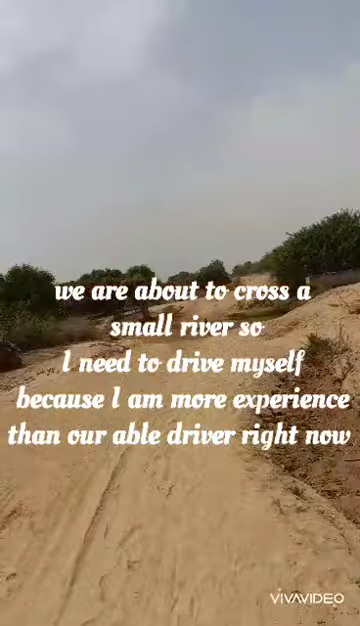 we are about to cross a
small river so
I need to drive myself
because I am more experience
than our able driver right now
VIVAVIDEO